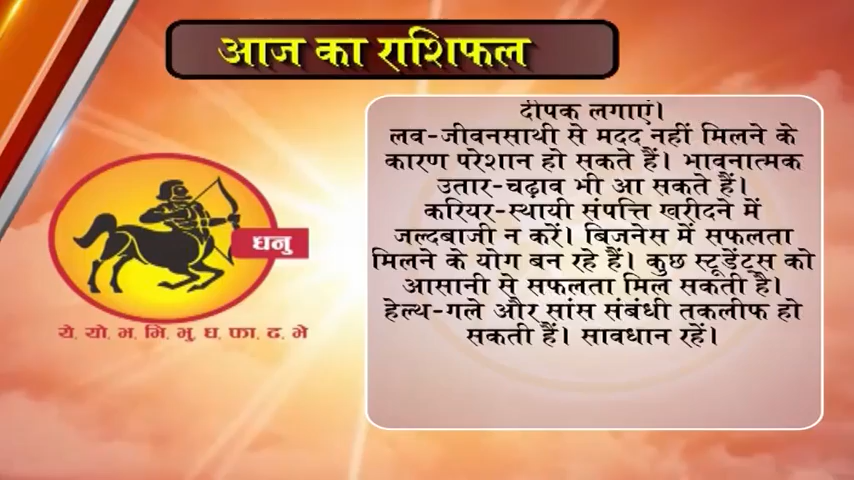 आज का राशिफल
दीपक लगाएं।
लव-जीवनसाथी से मदद नहीं मिलने के
कारण परेशान हो सकते हैं। भावनात्मक
उतार-चढ़ाव भी आ सकते हैं।
करियर-स्थायी संपत्ति खरीदने में
जल्दबाजी न करें। बिजनेस में सफलता
मिलने के योग बन रहे हैं। कुछ स्टूडेंट्स को
आसानी से सफलता मिल सकती है।
हेल्थ-गले और सांस संबंधी तकलीफ हो
सकती हैं। सावधान रहें।
धनु
ये, यो, भ, भि, भु, ध, फा, ढ, भे